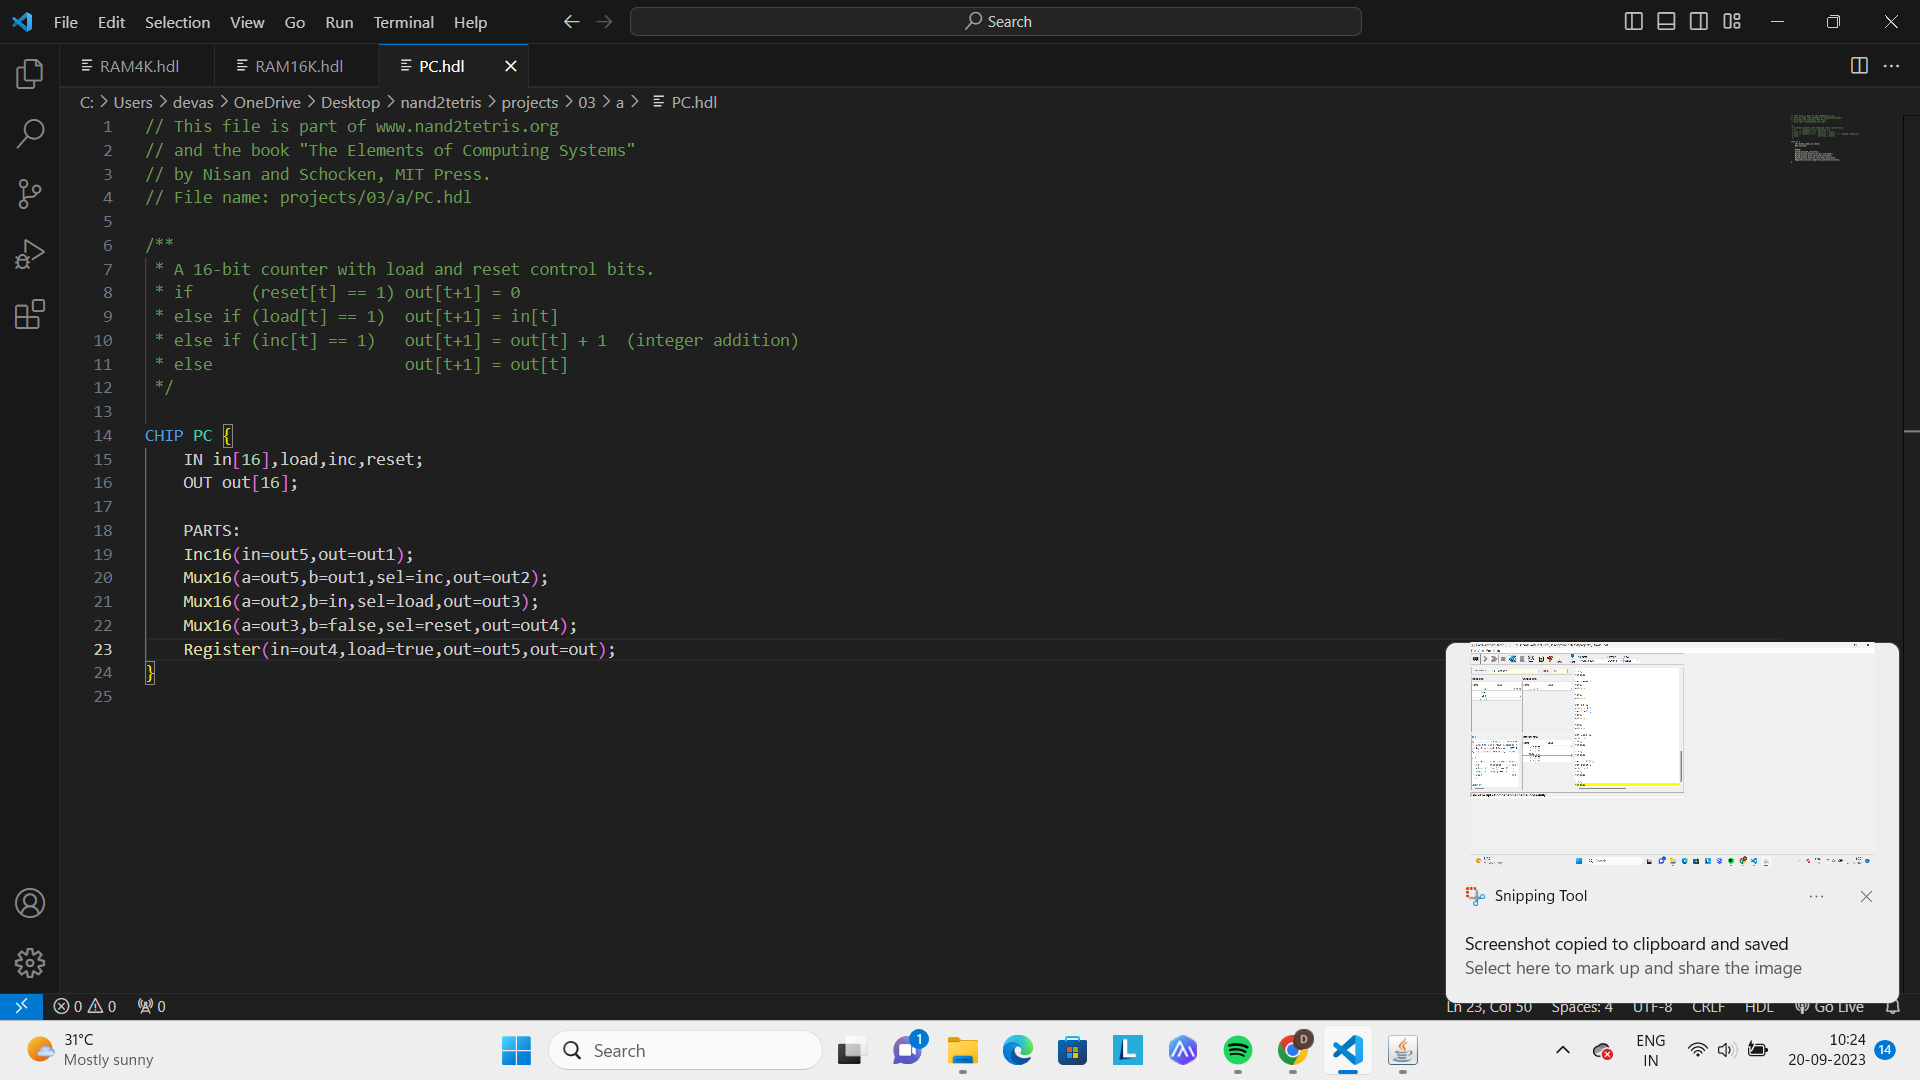 File Edit Selection View Go Run Terminal Help
Search
RAM4K.hdl RAM16K.hdl PC.hdl
C: > Users > devas > OneDrive > Desktop > nand2tetris > projects > 03 > a > PC.hdl
1 // This file is part of www.nand2tetris.org
2 // and the book "The Elements of Computing Systems"
3 // by Nisan and Schocken, MIT Press.
4 // File name: projects/03/a/PC.hdl
5
6 /**
7 * A 16-bit counter with load and reset control bits.
8 * if      (reset[t] == 1) out[t+1] = 0
9 * else if (load[t] == 1)  out[t+1] = in[t]
10 * else if (inc[t] == 1)   out[t+1] = out[t] + 1  (integer addition)
11 * else                    out[t+1] = out[t]
12 */
13
14 CHIP PC {
15 IN in[16],load,inc,reset;
16 OUT out[16];
17
18 PARTS:
19 Inc16(in=out5,out=out1);
20 Mux16(a=out5,b=out1,sel=inc,out=out2);
21 Mux16(a=out2,b=in,sel=load,out=out3);
22 Mux16(a=out3,b=false,sel=reset,out=out4);
23 Register(in=out4,load=true,out=out5,out=out);
24 }
25
Snipping Tool
Screenshot copied to clipboard and saved
Select here to mark up and share the image
0 0 0
Ln 23, Col 50 Spaces: 4 UTF-8 CRLF HDL Go Live
31°C
Mostly sunny
Search
1
D
ENG
IN
10:24
20-09-2023
14